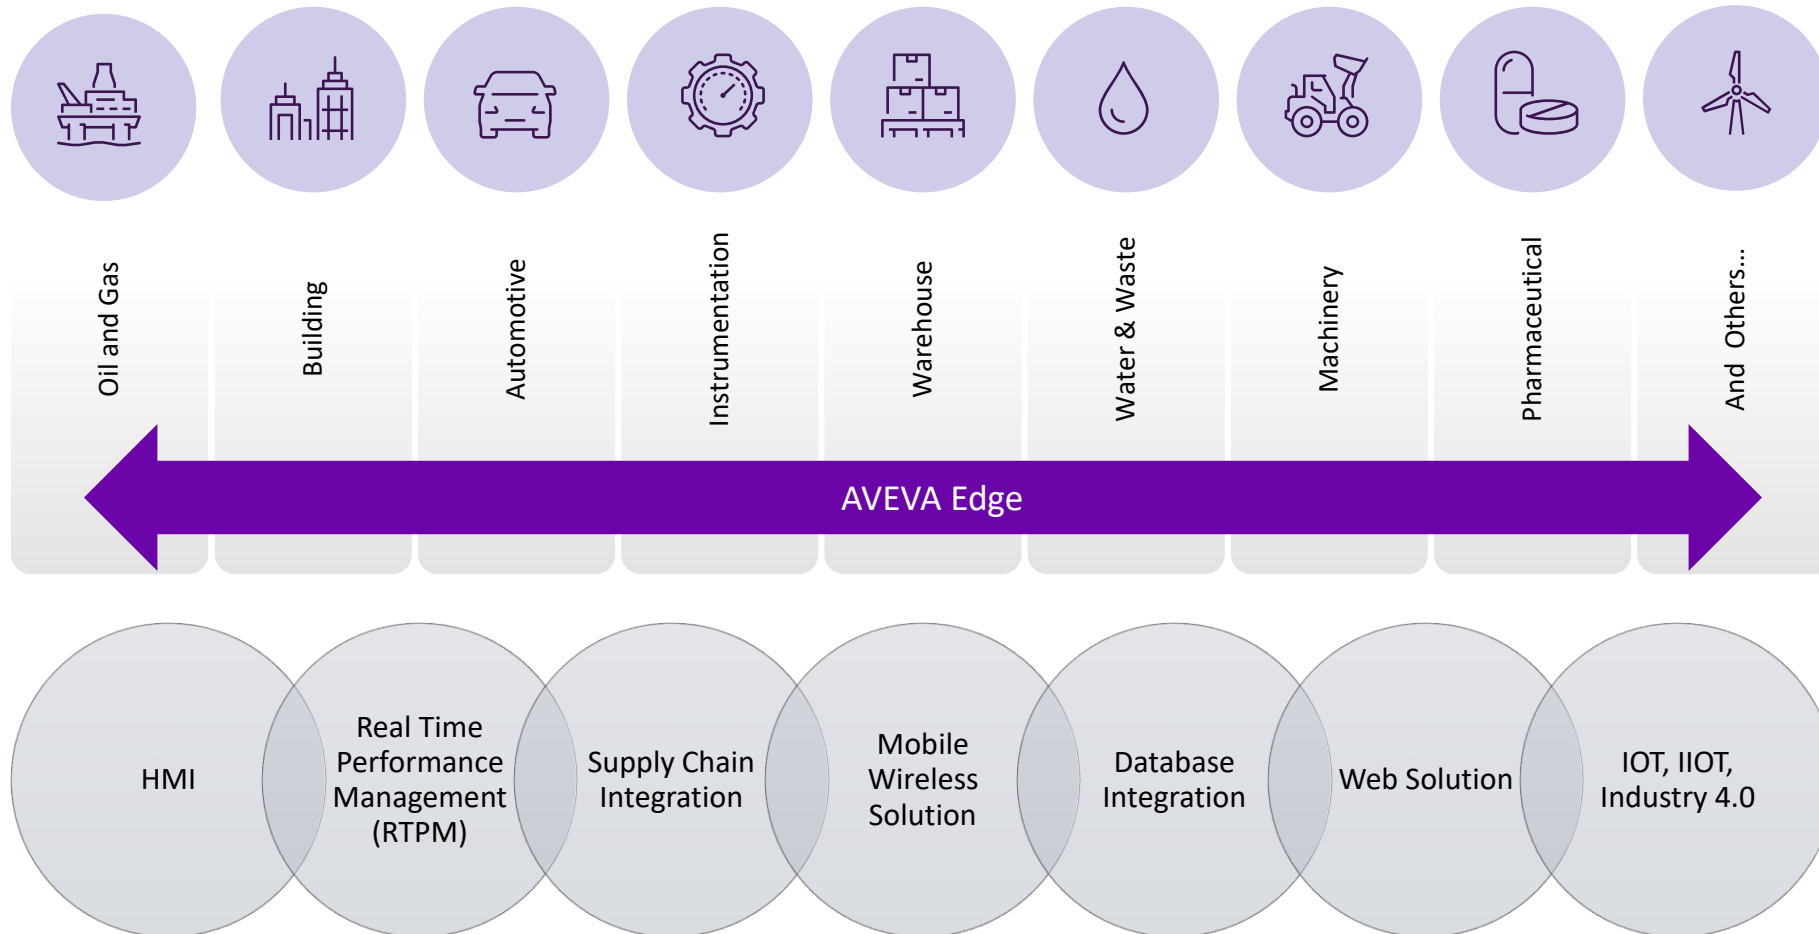 Oil and Gas
Building
Automotive
Instrumentation
Warehouse
Water & Waste
Machinery
Pharmaceutical
And Others...
AVEVA Edge
HMI
Real Time
Performance
Management
(RTPM)
Supply Chain
Integration
Mobile
Wireless
Solution
Database
Integration
Web Solution
IOT, IIOT,
Industry 4.0